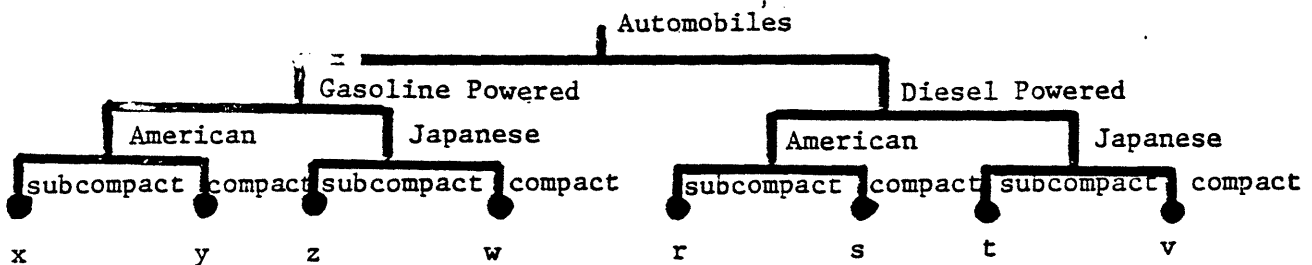 Automobiles
Gasoline Powered Diesel Powered
American Japanese American Japanese
subcompact compact subcompact compact subcompact compact subcompact compact
x y z w r s t v